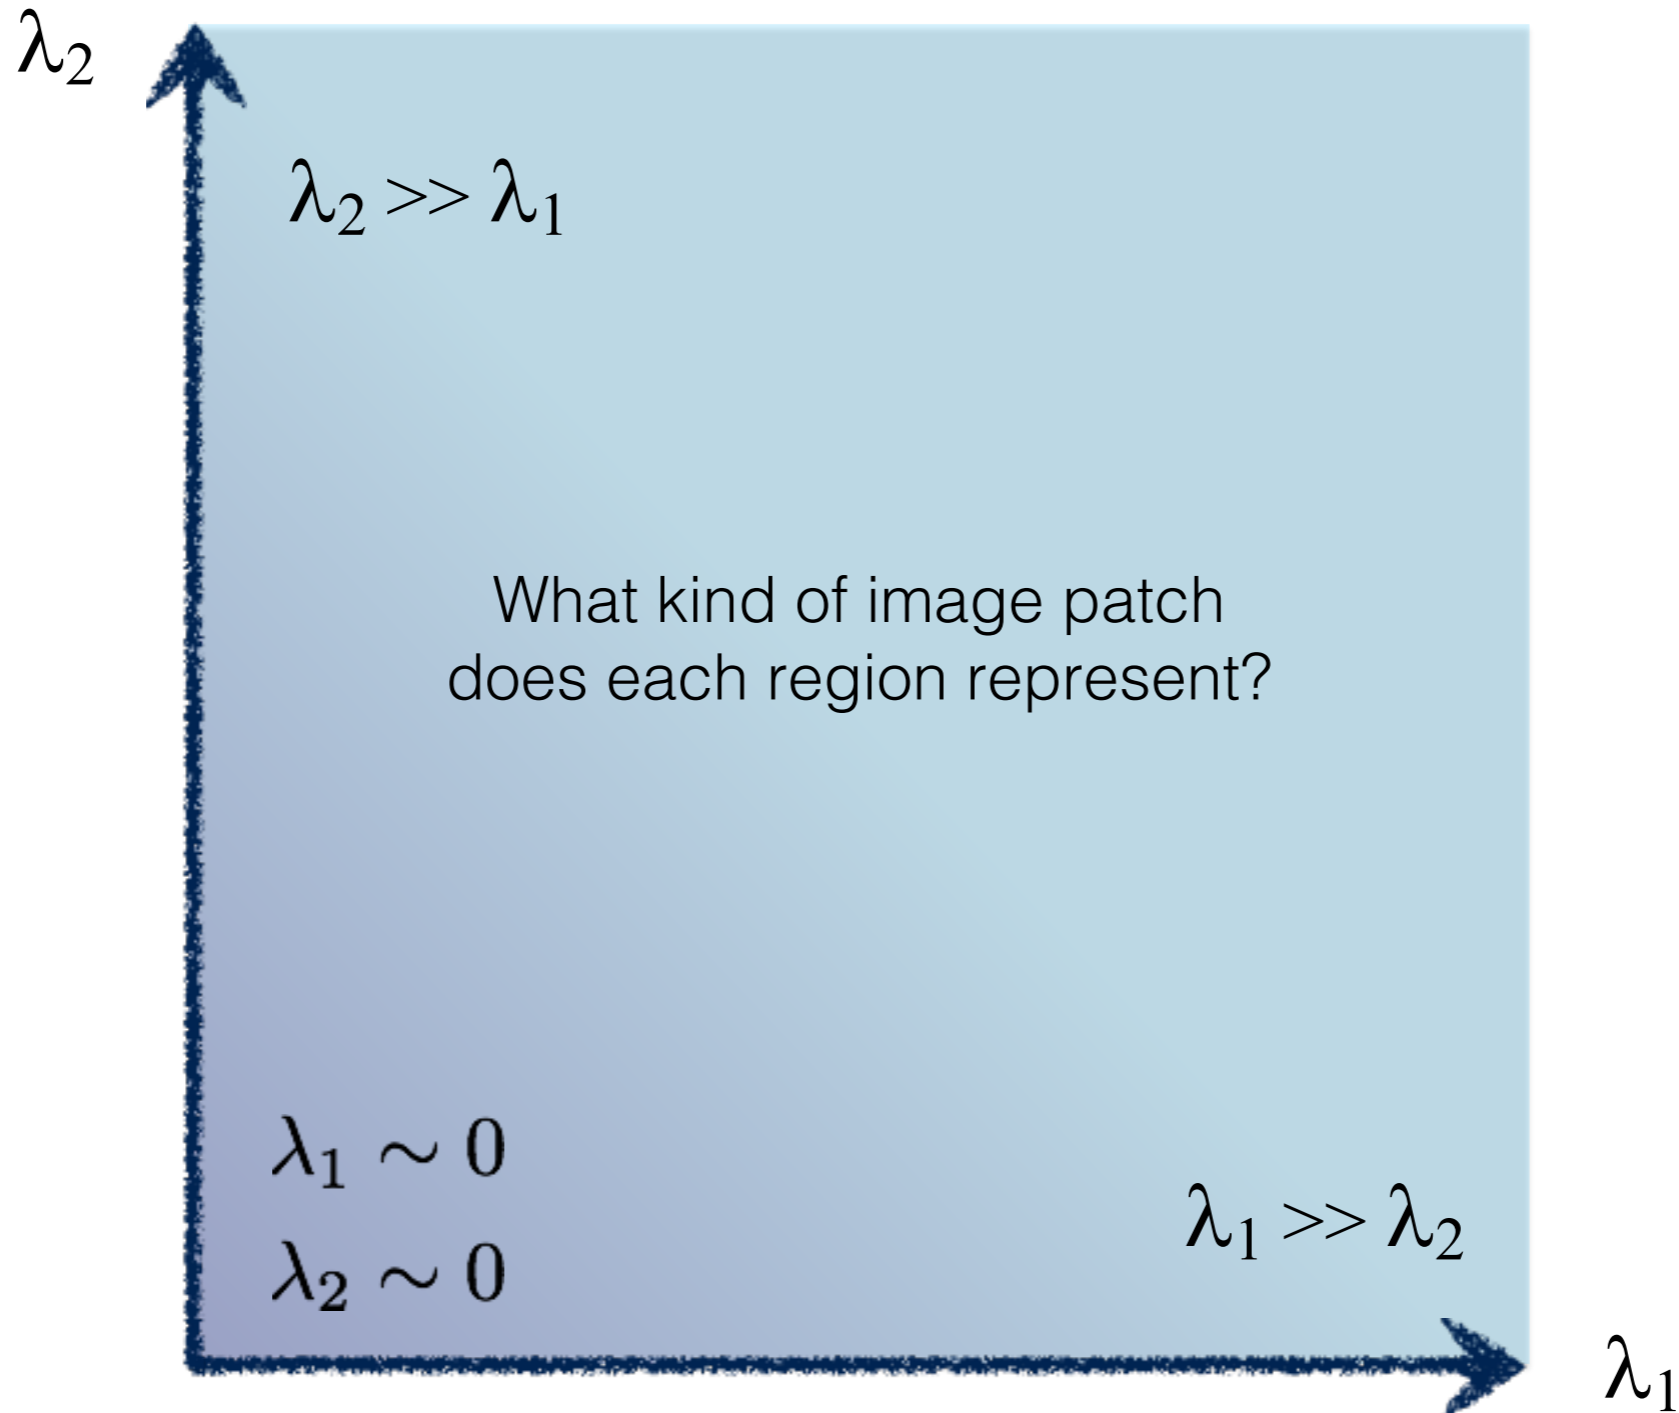 λ2
λ2 >> λ1
What kind of image patch
does each region represent?
λ1 ∼ 0
λ2 ∼ 0
λ1 >> λ2
λ1